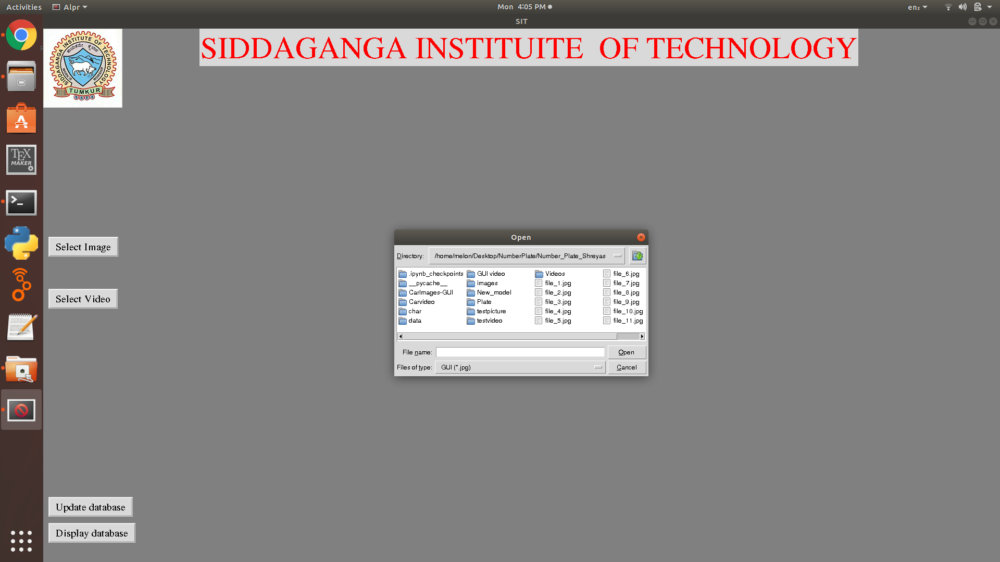 Activities Alpr Mon 4:05 PM en₂
SIT
SIDDAGANGA INSTITUITE OF TECHNOLOGY
SIDDAGANGA INSTITUTE OF TECHNOLOGY
WORK IS WORSHIP
TUMKUR
SSES
TEX
MAKER
Select Image
Select Video
Update database
Display database
Open
Directory: /home/melon/Desktop/NumberPlate/Number_Plate_Shreyas
.ipynb_checkpoints GUI video Videos file_6.jpg
__pycache__ images file_1.jpg file_7.jpg
CarImages-GUI New_model file_2.jpg file_8.jpg
Carvideo Plate file_3.jpg file_9.jpg
char testpicture file_4.jpg file_10.jpg
data testvideo file_5.jpg file_11.jpg
File name: Open
Files of type: GUI (*.jpg) Cancel